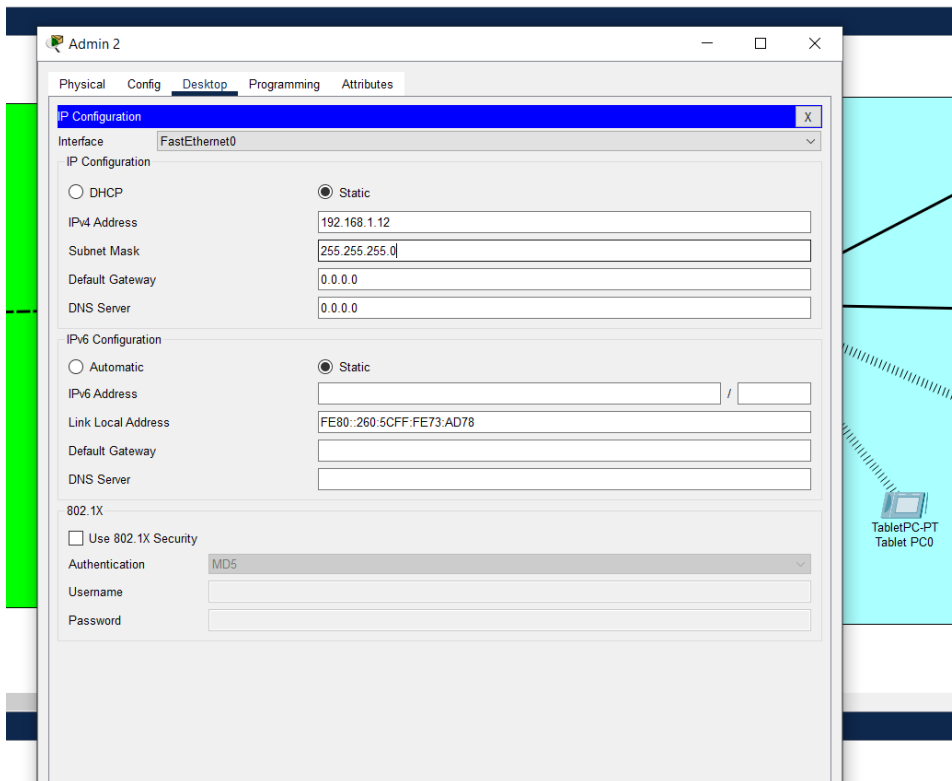 Admin 2
Physical Config Desktop Programming Attributes
IP Configuration X
Interface FastEthernet0
IP Configuration
DHCP Static
IPv4 Address 192.168.1.12
Subnet Mask 255.255.255.0
Default Gateway 0.0.0.0
DNS Server 0.0.0.0
IPv6 Configuration
Automatic Static
IPv6 Address /
Link Local Address FE80::260:5CFF:FE73:AD78
Default Gateway
DNS Server
802.1X
Use 802.1X Security
Authentication MD5
Username
Password
TabletPC-PT
Tablet PC0